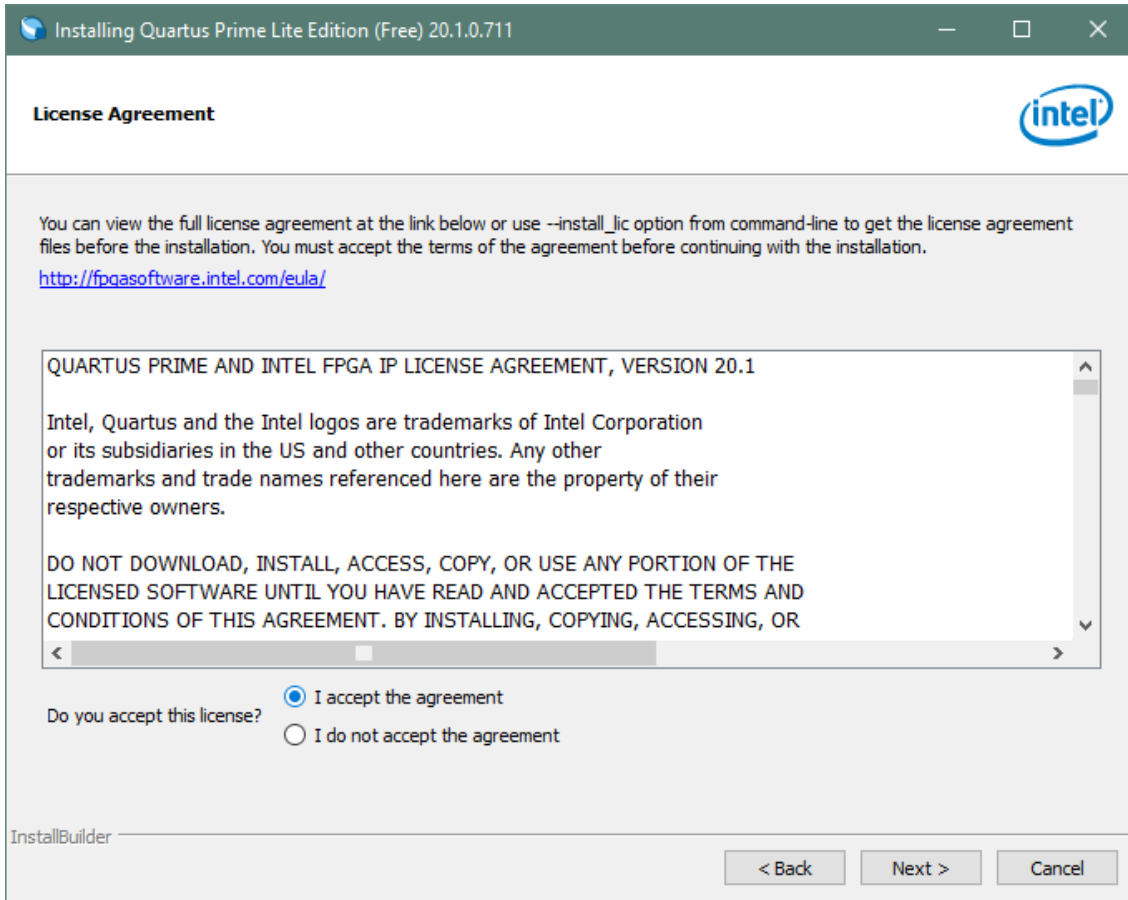 Installing Quartus Prime Lite Edition (Free) 20.1.0.711
License Agreement
intel
You can view the full license agreement at the link below or use --install_lic option from command-line to get the license agreement
files before the installation. You must accept the terms of the agreement before continuing with the installation.
http://fpgasoftware.intel.com/eula/
QUARTUS PRIME AND INTEL FPGA IP LICENSE AGREEMENT, VERSION 20.1
Intel, Quartus and the Intel logos are trademarks of Intel Corporation
or its subsidiaries in the US and other countries. Any other
trademarks and trade names referenced here are the property of their
respective owners.
DO NOT DOWNLOAD, INSTALL, ACCESS, COPY, OR USE ANY PORTION OF THE
LICENSED SOFTWARE UNTIL YOU HAVE READ AND ACCEPTED THE TERMS AND
CONDITIONS OF THIS AGREEMENT. BY INSTALLING, COPYING, ACCESSING, OR
Do you accept this license?
I accept the agreement
I do not accept the agreement
InstallBuilder
< Back
Next >
Cancel